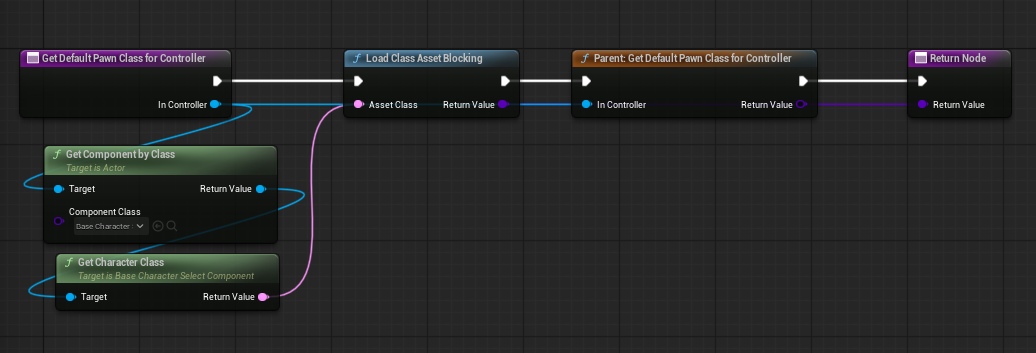 Get Default Pawn Class for Controller
In Controller
Load Class Asset Blocking
Asset Class
Return Value
Parent: Get Default Pawn Class for Controller
In Controller
Return Value
Return Node
Return Value
Get Component by Class
Target is Actor
Target
Return Value
Component Class
Base Character
Get Character Class
Target is Base Character Select Component
Target
Return Value